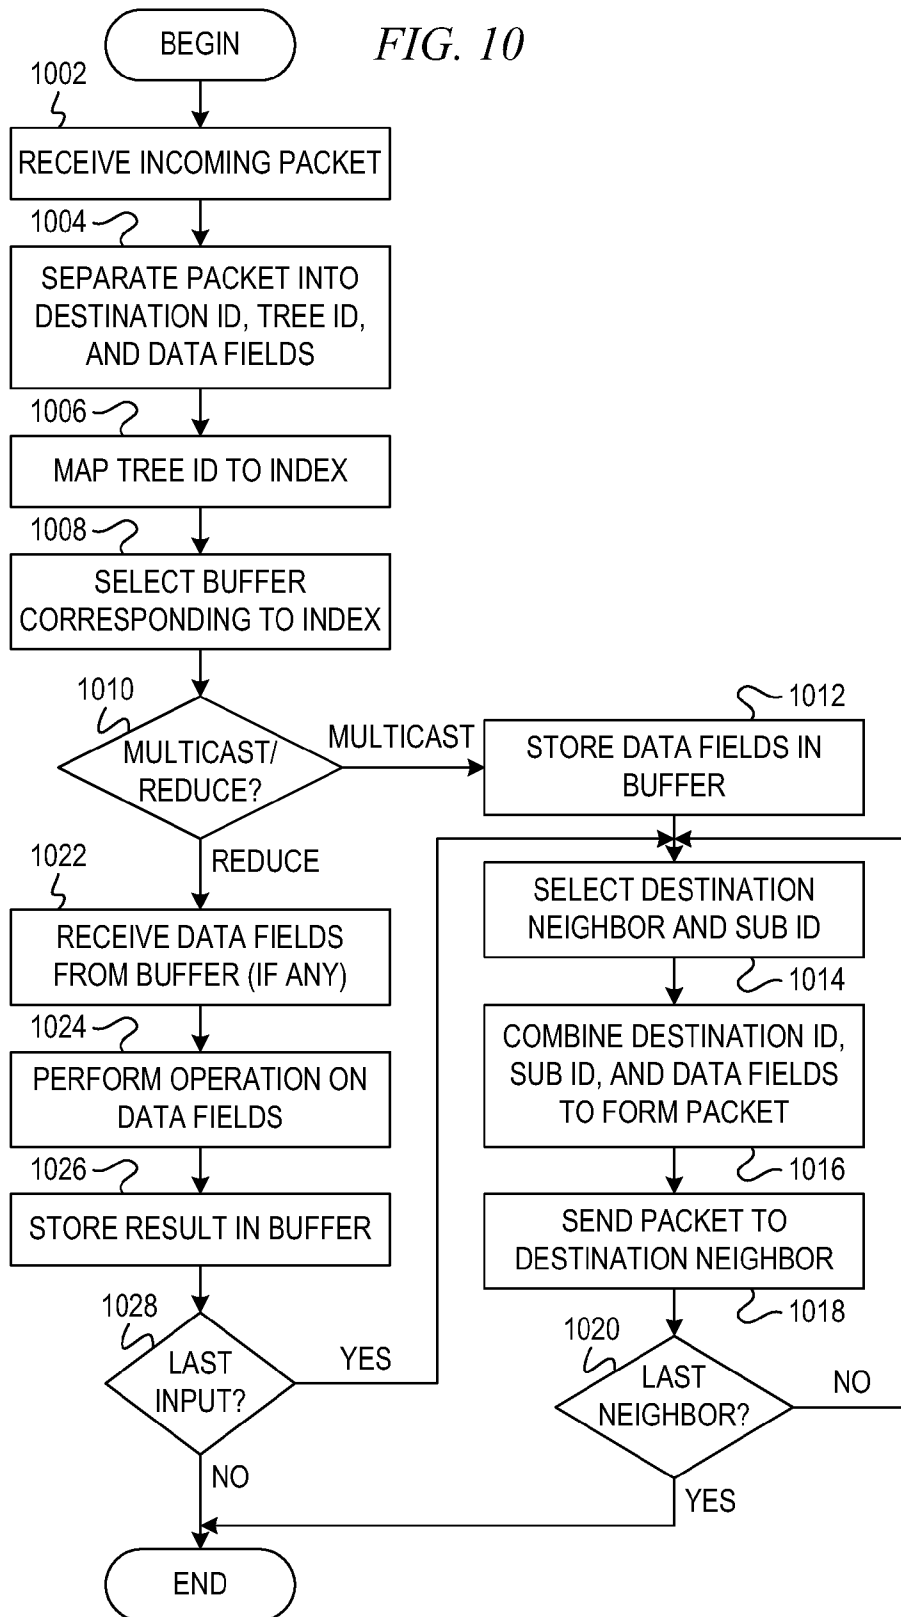 BEGIN
FIG. 10
1002
RECEIVE INCOMING PACKET
1004
SEPARATE PACKET INTO
DESTINATION ID, TREE ID,
AND DATA FIELDS
1006
MAP TREE ID TO INDEX
1008
SELECT BUFFER
CORRESPONDING TO INDEX
1010
MULTICAST/
REDUCE?
MULTICAST
REDUCE
1012
STORE DATA FIELDS IN
BUFFER
SELECT DESTINATION
NEIGHBOR AND SUB ID
1014
COMBINE DESTINATION ID,
SUB ID, AND DATA FIELDS
TO FORM PACKET
1016
SEND PACKET TO
DESTINATION NEIGHBOR
1018
1020
LAST
NEIGHBOR?
NO
YES
1022
RECEIVE DATA FIELDS
FROM BUFFER (IF ANY)
1024
PERFORM OPERATION ON
DATA FIELDS
1026
STORE RESULT IN BUFFER
1028
LAST
INPUT?
YES
NO
END